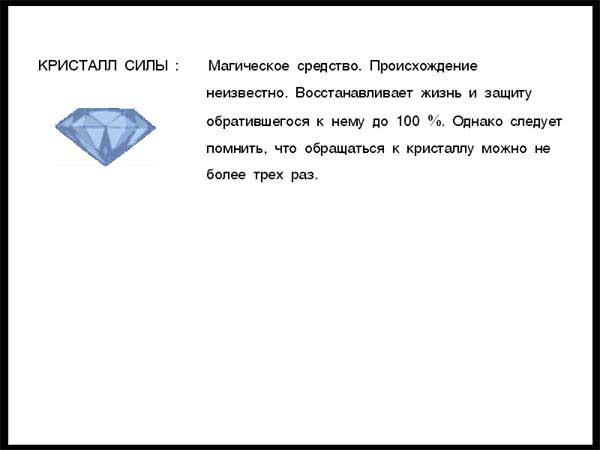 КРИСТАЛЛ СИЛЫ : Магическое средство. Происхождение
неизвестно. Восстанавливает жизнь и защиту
обратившегося к нему до 100 %. Однако следует
помнить, что обращаться к кристаллу можно не
более трех раз.